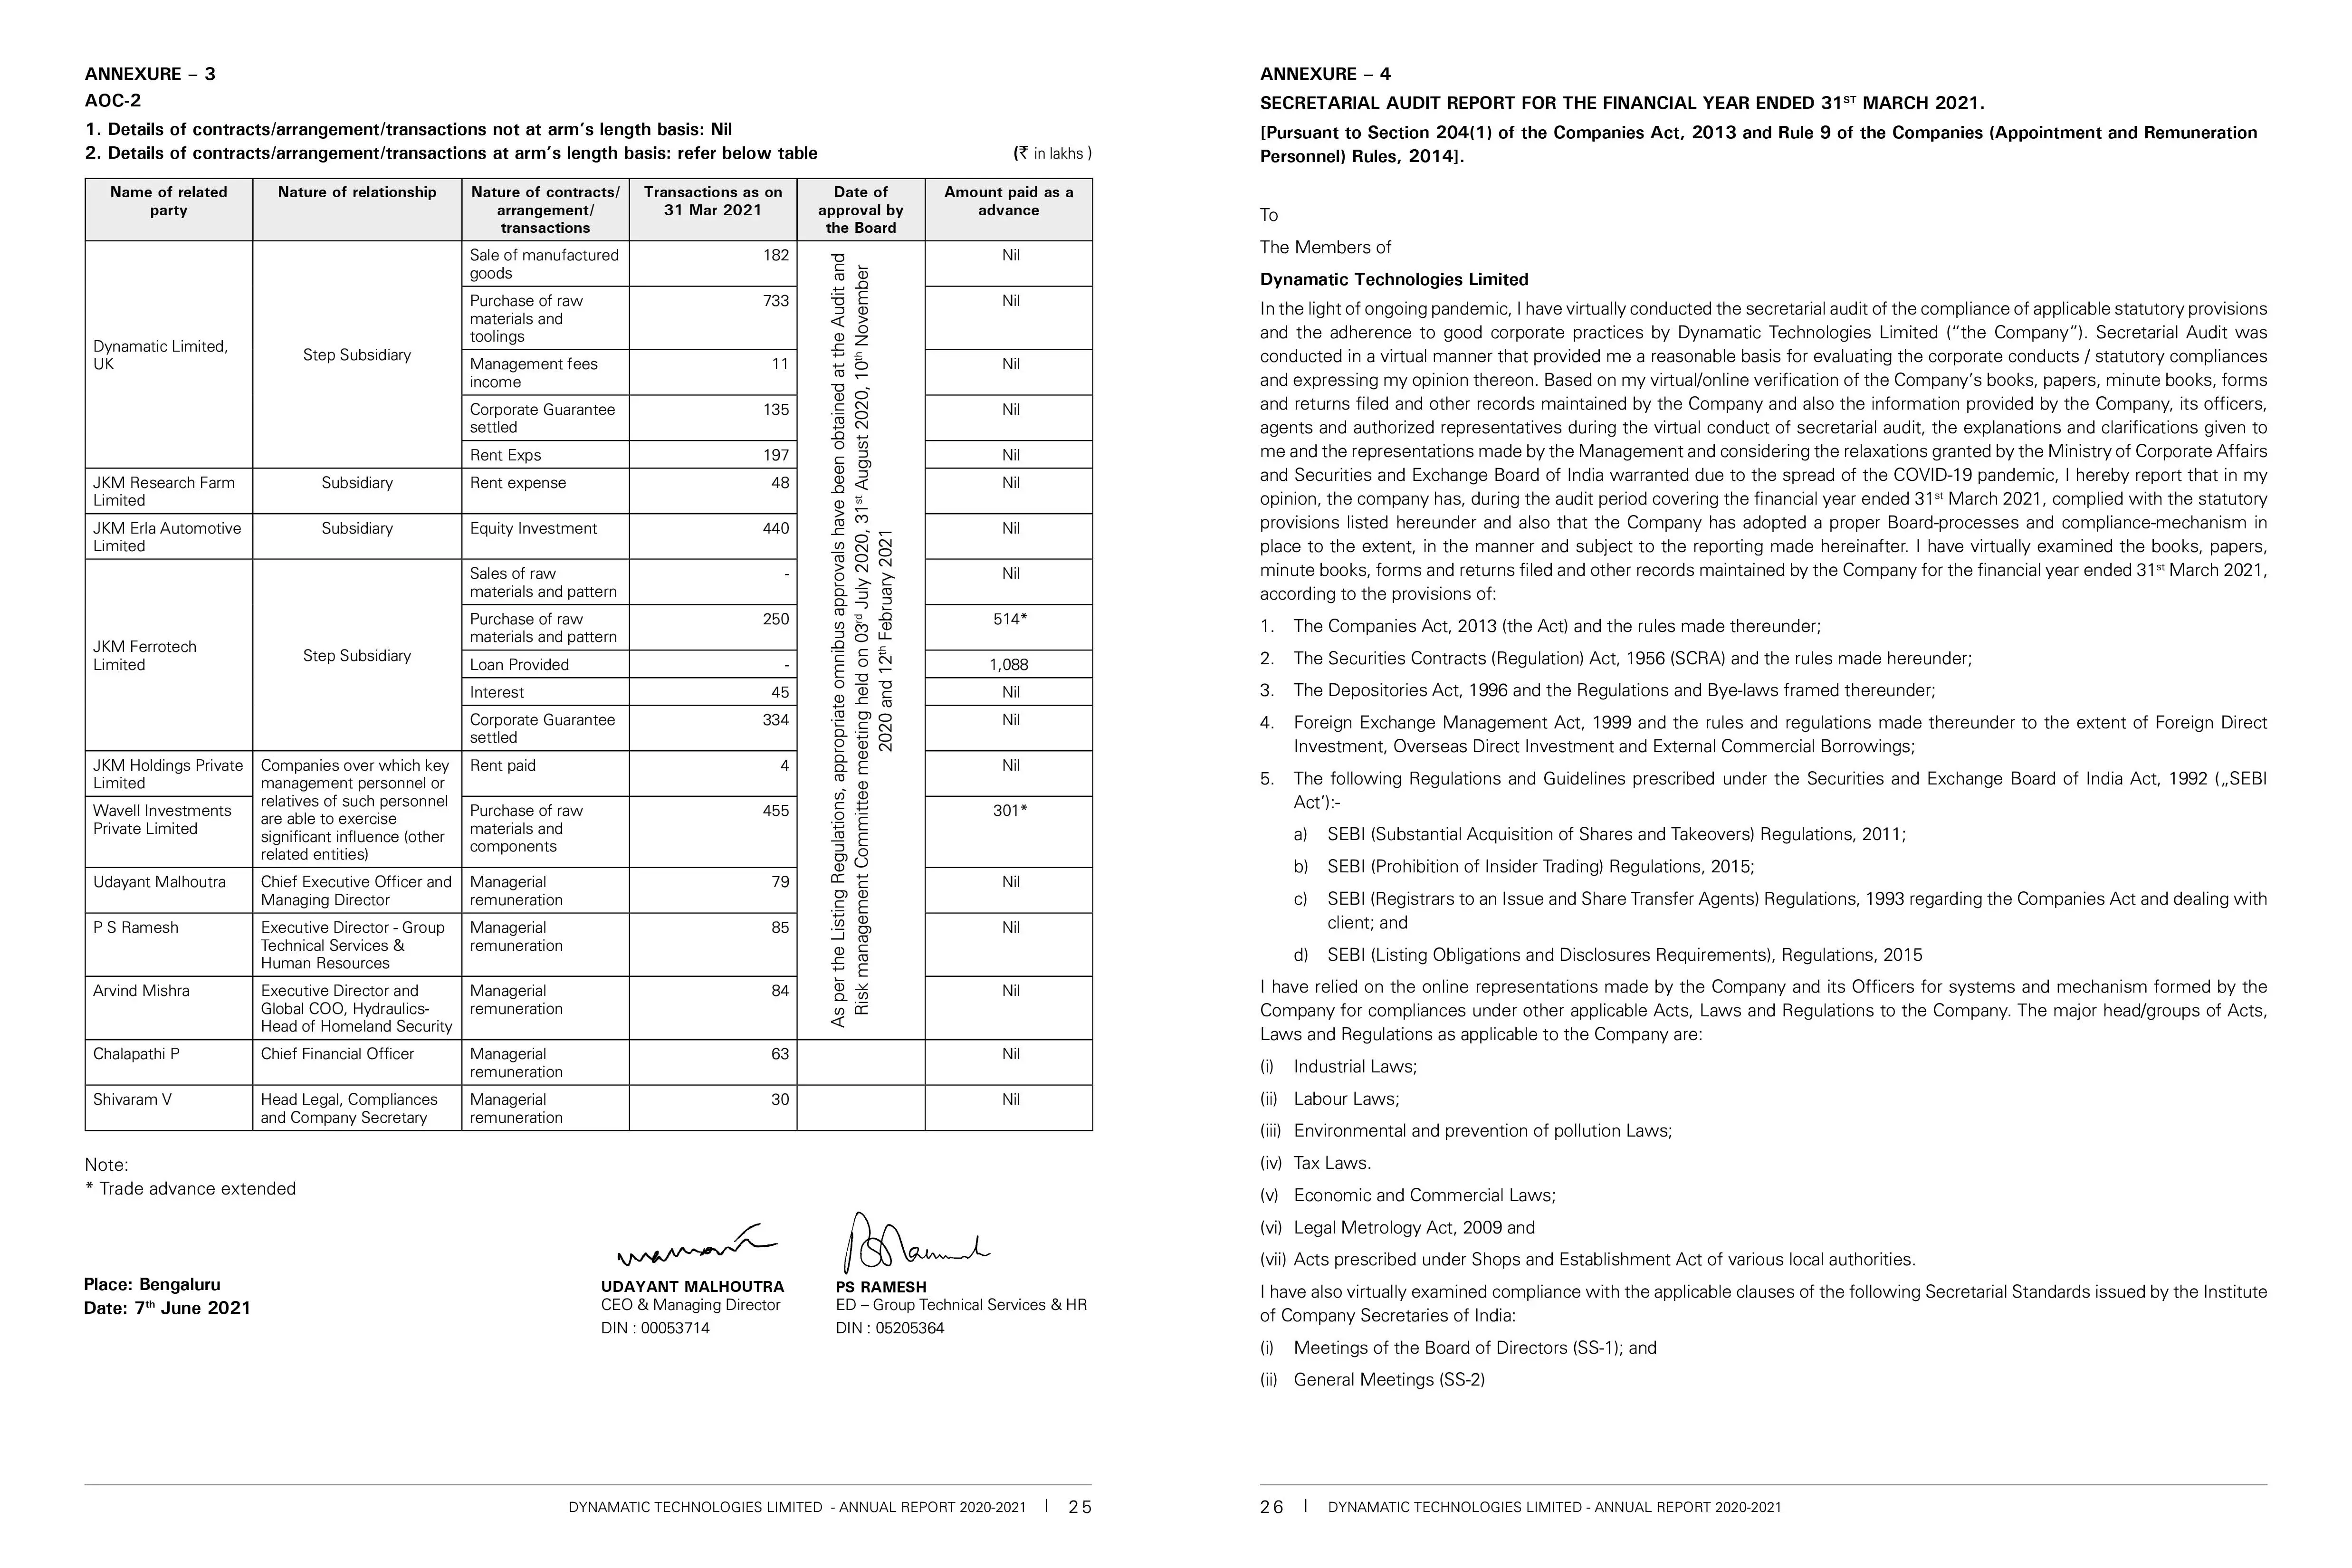 ANNEXURE – 3
AOC-2
1. Details of contracts/arrangement/transactions not at arm's length basis: Nil
2. Details of contracts/arrangement/transactions at arm's length basis: refer below table (₹ in lakhs )
Name of related party | Nature of relationship | Nature of contracts/ arrangement/ transactions | Transactions as on 31 Mar 2021 | Date of approval by the Board | Amount paid as a advance
Dynamatic Limited, UK | Step Subsidiary | Sale of manufactured goods | 182 | As per the Listing Regulations, appropriate omnibus approvals have been obtained at the Audit and Risk management Committee meeting held on 03rd July 2020, 31st August 2020, 10th November 2020 and 12th February 2021 | Nil
Purchase of raw materials and toolings | 733 | Nil
Management fees income | 11 | Nil
Corporate Guarantee settled | 135 | Nil
Rent Exps | 197 | Nil
JKM Research Farm Limited | Subsidiary | Rent expense | 48 | Nil
JKM Erla Automotive Limited | Subsidiary | Equity Investment | 440 | Nil
JKM Ferrotech Limited | Step Subsidiary | Sales of raw materials and pattern | - | Nil
Purchase of raw materials and pattern | 250 | 514*
Loan Provided | - | 1,088
Interest | 45 | Nil
Corporate Guarantee settled | 334 | Nil
JKM Holdings Private Limited | Companies over which key management personnel or relatives of such personnel are able to exercise significant influence (other related entities) | Rent paid | 4 | Nil
Wavell Investments Private Limited | Purchase of raw materials and components | 455 | 301*
Udayant Malhoutra | Chief Executive Officer and Managing Director | Managerial remuneration | 79 | Nil
P S Ramesh | Executive Director - Group Technical Services & Human Resources | Managerial remuneration | 85 | Nil
Arvind Mishra | Executive Director and Global COO, Hydraulics- Head of Homeland Security | Managerial remuneration | 84 | Nil
Chalapathi P | Chief Financial Officer | Managerial remuneration | 63 | Nil
Shivaram V | Head Legal, Compliances and Company Secretary | Managerial remuneration | 30 | Nil
Note:
* Trade advance extended
Place: Bengaluru
Date: 7th June 2021
UDAYANT MALHOUTRA
CEO & Managing Director
DIN : 00053714
PS RAMESH
ED – Group Technical Services & HR
DIN : 05205364
DYNAMATIC TECHNOLOGIES LIMITED - ANNUAL REPORT 2020-2021 | 25
ANNEXURE – 4
SECRETARIAL AUDIT REPORT FOR THE FINANCIAL YEAR ENDED 31ST MARCH 2021.
[Pursuant to Section 204(1) of the Companies Act, 2013 and Rule 9 of the Companies (Appointment and Remuneration
Personnel) Rules, 2014].
To
The Members of
Dynamatic Technologies Limited
In the light of ongoing pandemic, I have virtually conducted the secretarial audit of the compliance of applicable statutory provisions
and the adherence to good corporate practices by Dynamatic Technologies Limited (“the Company”). Secretarial Audit was
conducted in a virtual manner that provided me a reasonable basis for evaluating the corporate conducts / statutory compliances
and expressing my opinion thereon. Based on my virtual/online verification of the Company's books, papers, minute books, forms
and returns filed and other records maintained by the Company and also the information provided by the Company, its officers,
agents and authorized representatives during the virtual conduct of secretarial audit, the explanations and clarifications given to
me and the representations made by the Management and considering the relaxations granted by the Ministry of Corporate Affairs
and Securities and Exchange Board of India warranted due to the spread of the COVID-19 pandemic, I hereby report that in my
opinion, the company has, during the audit period covering the financial year ended 31st March 2021, complied with the statutory
provisions listed hereunder and also that the Company has adopted a proper Board-processes and compliance-mechanism in
place to the extent, in the manner and subject to the reporting made hereinafter. I have virtually examined the books, papers,
minute books, forms and returns filed and other records maintained by the Company for the financial year ended 31st March 2021,
according to the provisions of:
1. The Companies Act, 2013 (the Act) and the rules made thereunder;
2. The Securities Contracts (Regulation) Act, 1956 (SCRA) and the rules made hereunder;
3. The Depositories Act, 1996 and the Regulations and Bye-laws framed thereunder;
4. Foreign Exchange Management Act, 1999 and the rules and regulations made thereunder to the extent of Foreign Direct
Investment, Overseas Direct Investment and External Commercial Borrowings;
5. The following Regulations and Guidelines prescribed under the Securities and Exchange Board of India Act, 1992 („SEBI
Act'):-
a) SEBI (Substantial Acquisition of Shares and Takeovers) Regulations, 2011;
b) SEBI (Prohibition of Insider Trading) Regulations, 2015;
c) SEBI (Registrars to an Issue and Share Transfer Agents) Regulations, 1993 regarding the Companies Act and dealing with
client; and
d) SEBI (Listing Obligations and Disclosures Requirements), Regulations, 2015
I have relied on the online representations made by the Company and its Officers for systems and mechanism formed by the
Company for compliances under other applicable Acts, Laws and Regulations to the Company. The major head/groups of Acts,
Laws and Regulations as applicable to the Company are:
(i) Industrial Laws;
(ii) Labour Laws;
(iii) Environmental and prevention of pollution Laws;
(iv) Tax Laws.
(v) Economic and Commercial Laws;
(vi) Legal Metrology Act, 2009 and
(vii) Acts prescribed under Shops and Establishment Act of various local authorities.
I have also virtually examined compliance with the applicable clauses of the following Secretarial Standards issued by the Institute
of Company Secretaries of India:
(i) Meetings of the Board of Directors (SS-1); and
(ii) General Meetings (SS-2)
26 | DYNAMATIC TECHNOLOGIES LIMITED - ANNUAL REPORT 2020-2021